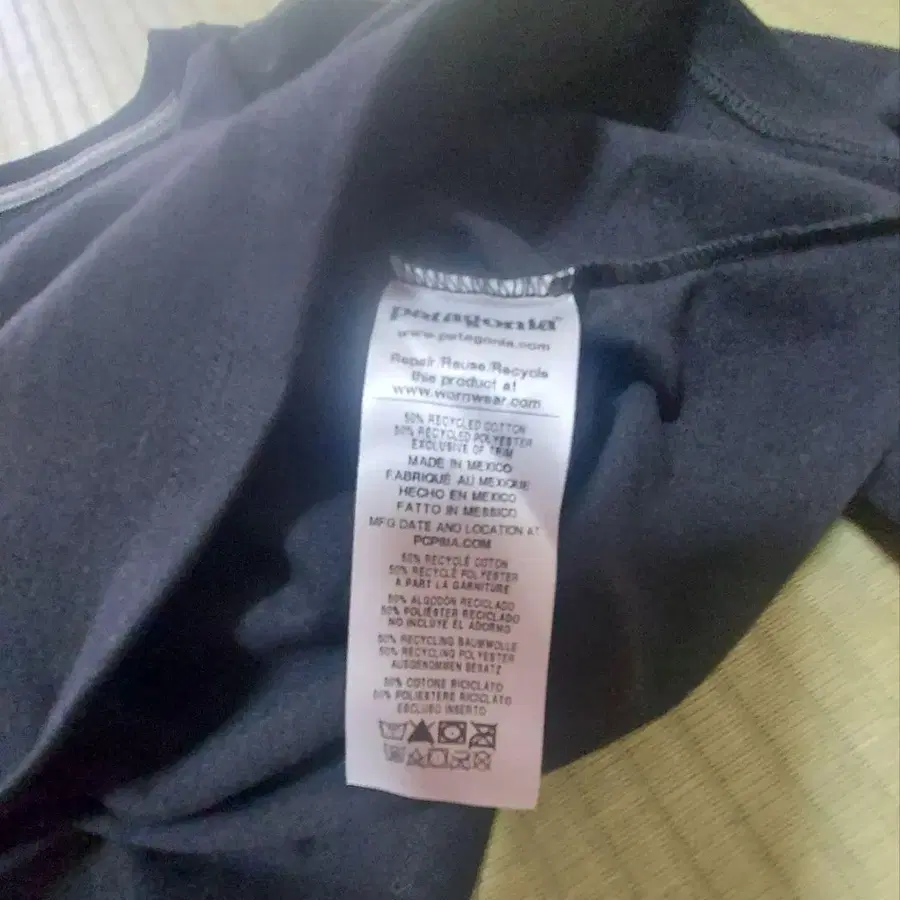 patagonia
www.patagonia.com
Repair/Reuse/Recycle
this product at
www.wornwear.com
50% RECYCLED COTTON
50% RECYCLED POLYESTER
EXCLUSIVE OF TRIM
MADE IN MEXICO
FABRIQUÉ AU MEXIQUE
HECHO EN MEXICO
FATTO IN MESSICO
MFG DATE AND LOCATION AT
PCPSIA.COM
50% RECYCLÉ COTON
50% RECYCLÉ POLYESTER
A PART LA GARNITURE
50% ALGODÓN RECICLADO
50% POLIÉSTER RECICLADO
NO INCLUYE EL ADORNO
50% RECYCLING BAUMWOLLE
50% RECYCLING POLYESTER
AUSGENOMMEN BESATZ
50% COTONE RICICLATO
50% POLIESTERE RICICLATO
ESCLUSO INSERTO